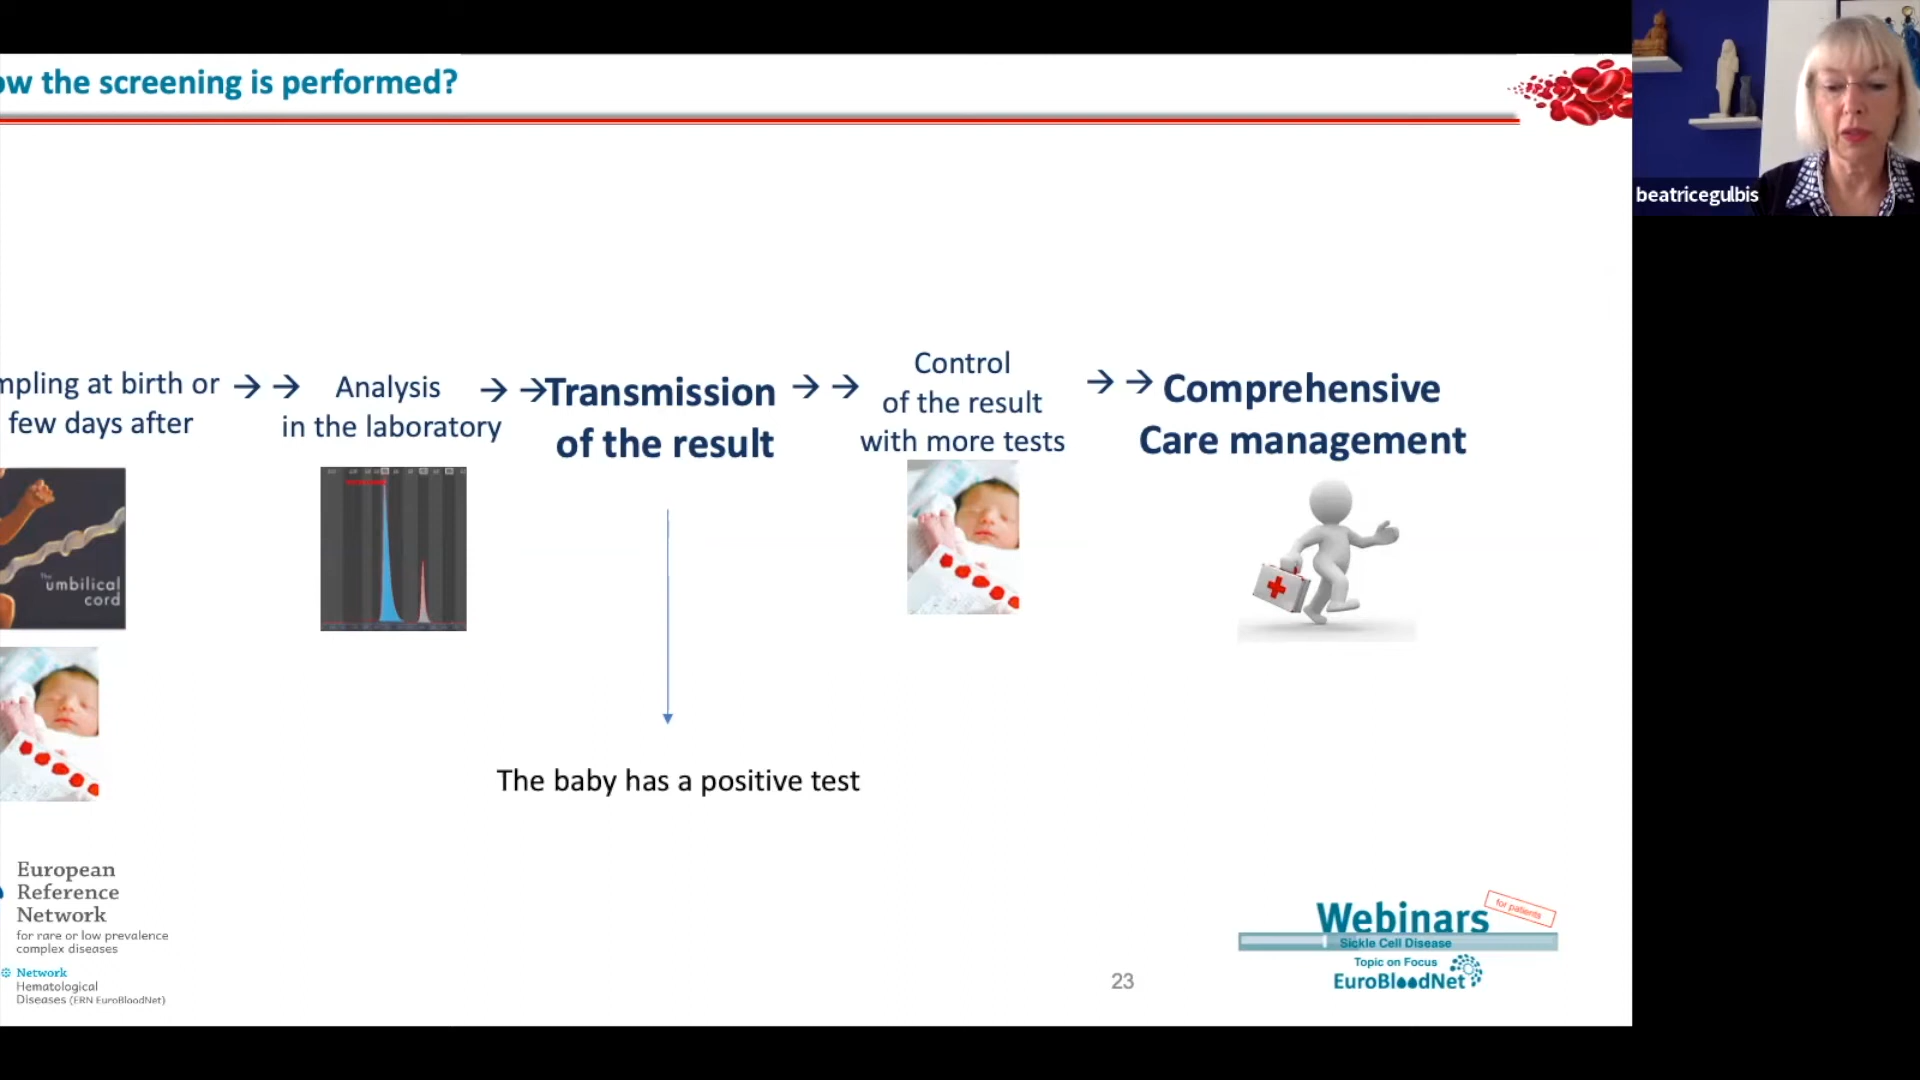 ow the screening is performed?
beatricegulbis
mpling at birth or
few days after
→ → Analysis
in the laboratory
→ →Transmission
of the result
→ → Control
of the result
with more tests
→ → Comprehensive
Care management
umbilical
cord
The baby has a positive test
European
Reference
Network
for rare or low prevalence
complex diseases
Network
Hematological
Diseases (ERN EuroBloodNet)
23
Webinars
for patients
Sickle Cell Disease
Topic on Focus
EuroBloodNet